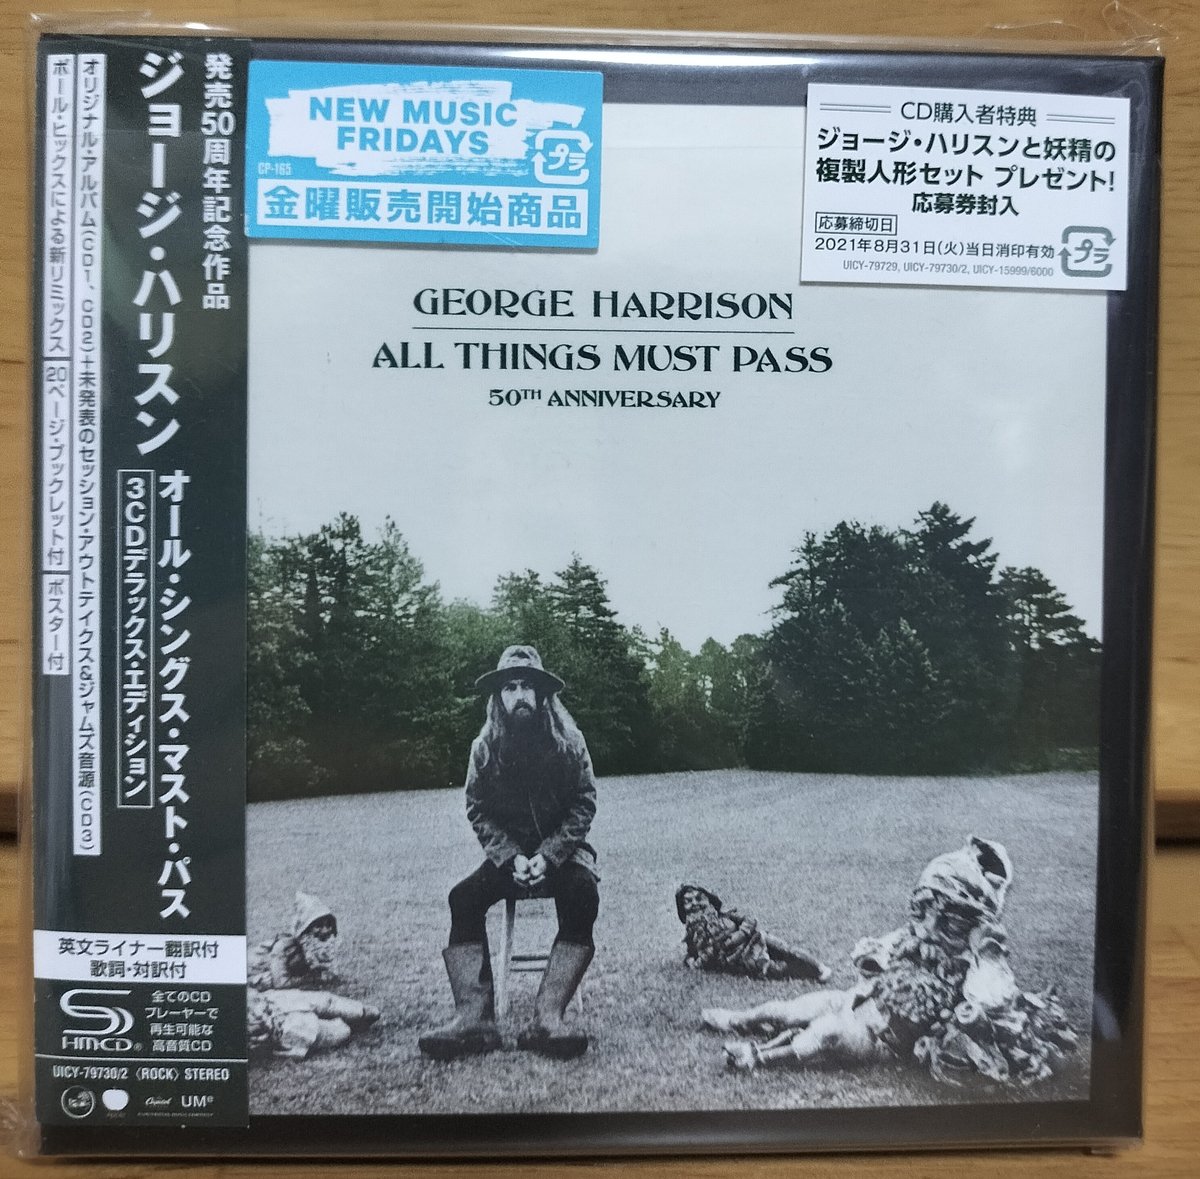 発売50周年記念作品
ジョージ・ハリスン
オール・シングス・マスト・パス
3CDデラックス・エディション
オリジナル・アルバム(CD1、CD2)+未発表のセッション・アウトテイクス&ジャムズ音源(CD3)
ポール・ヒックスによる新リミックス
20ページ・ブックレット付
ポスター付
英文ライナー翻訳付
歌詞・対訳付
SHM-CD®
全てのCD
プレーヤーで
再生可能な
高音質CD
UICY-79730/2 〈ROCK〉 STEREO
Capitol
UMe
NEW MUSIC
FRIDAYS
プラ
CP-165
金曜販売開始商品
CD購入者特典
ジョージ・ハリスンと妖精の
複製人形セット プレゼント!
応募券封入
応募締切日
2021年8月31日(火)当日消印有効
UICY-79729, UICY-79730/2, UICY-15999/6000
プラ
GEORGE HARRISON
ALL THINGS MUST PASS
50TH ANNIVERSARY